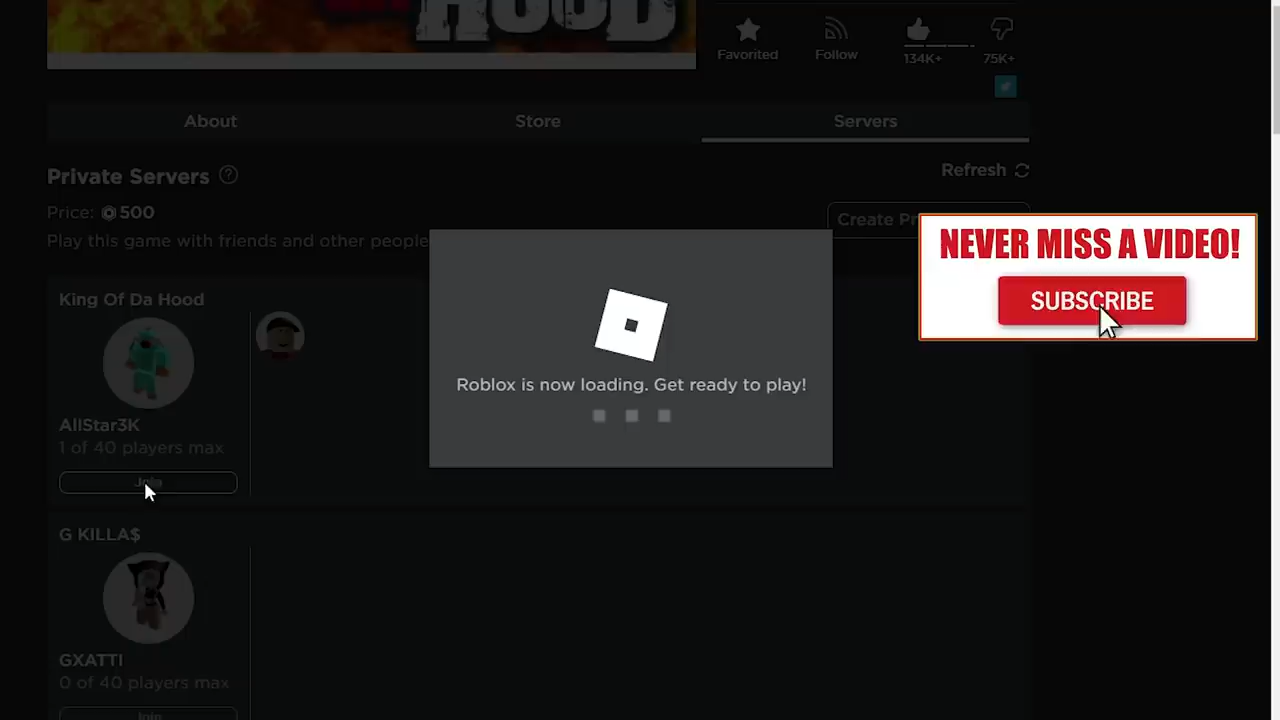 HOOD
Favorited
Follow
134K+
75K+
About
Store
Servers
Private Servers
Refresh
Price: 500
Create Pr
Play this game with friends and other people
NEVER MISS A VIDEO!
SUBSCRIBE
King Of Da Hood
Roblox is now loading. Get ready to play!
AllStar3K
1 of 40 players max
Join
G KILLA$
GXATTI
0 of 40 players max
Join